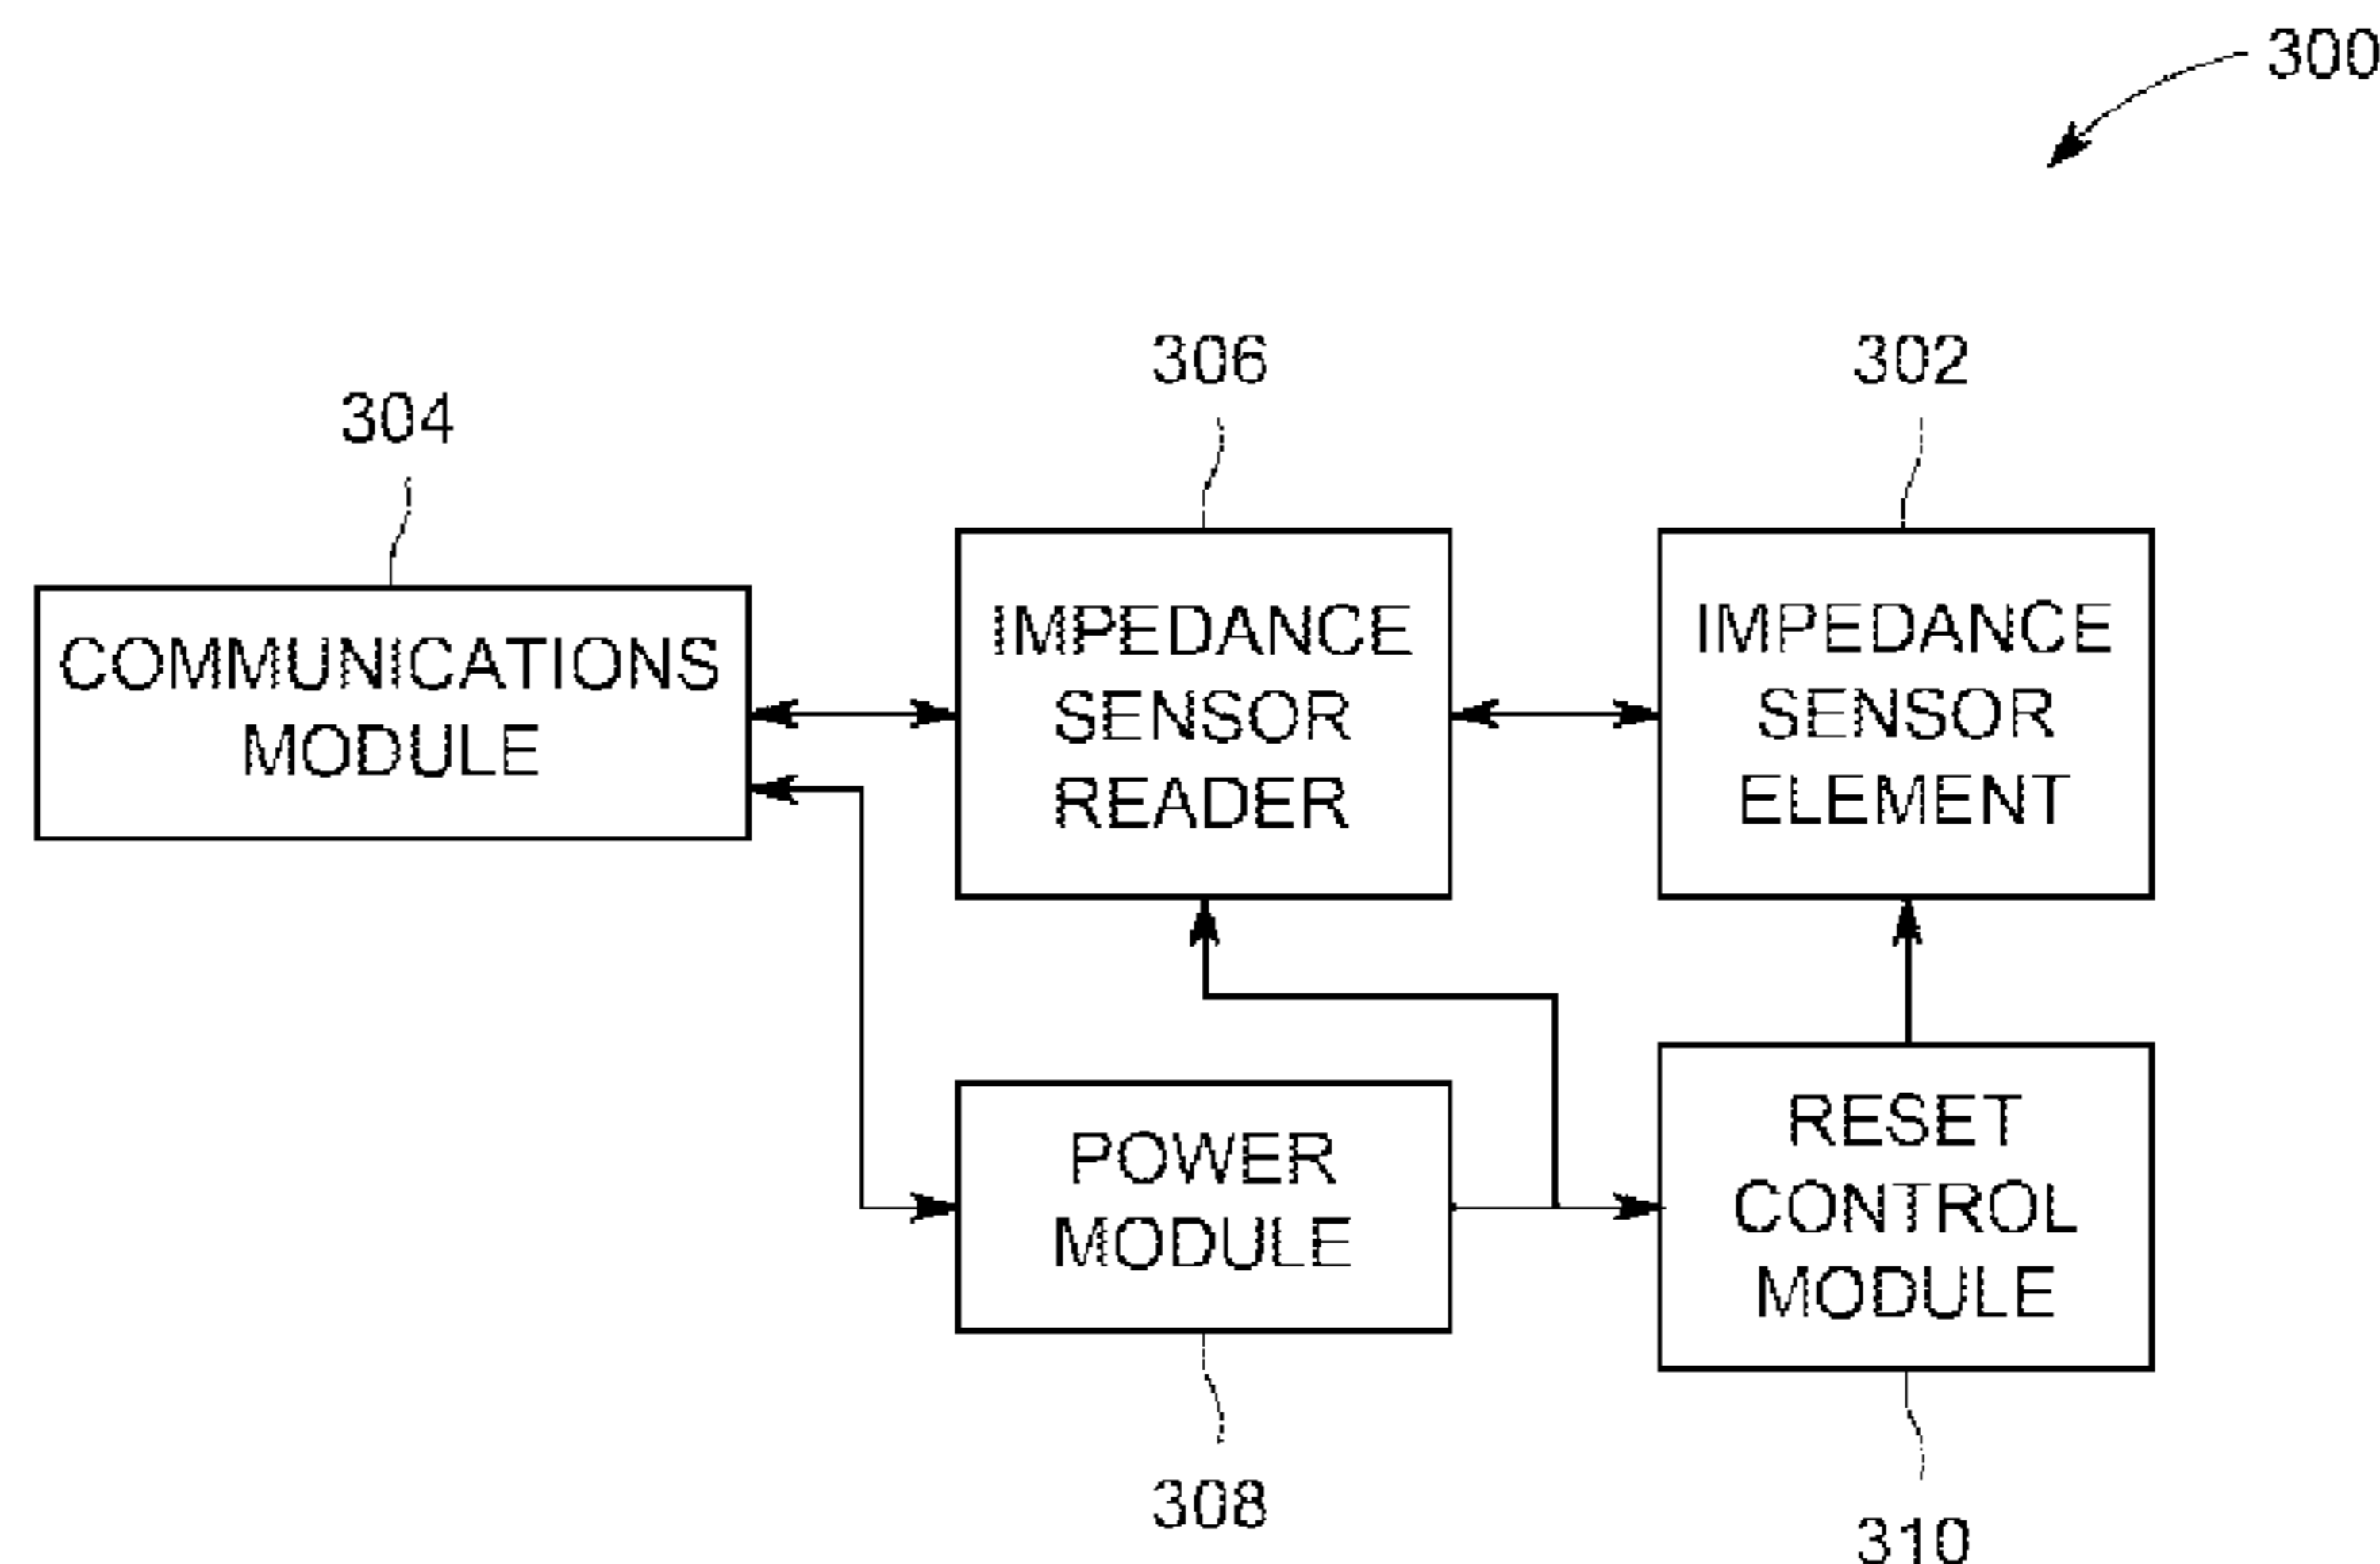 300
306
302
304
IMPEDANCE
SENSOR
READER
IMPEDANCE
SENSOR
ELEMENT
COMMUNICATIONS
MODULE
POWER
MODULE
RESET
CONTROL
MODULE
308
310